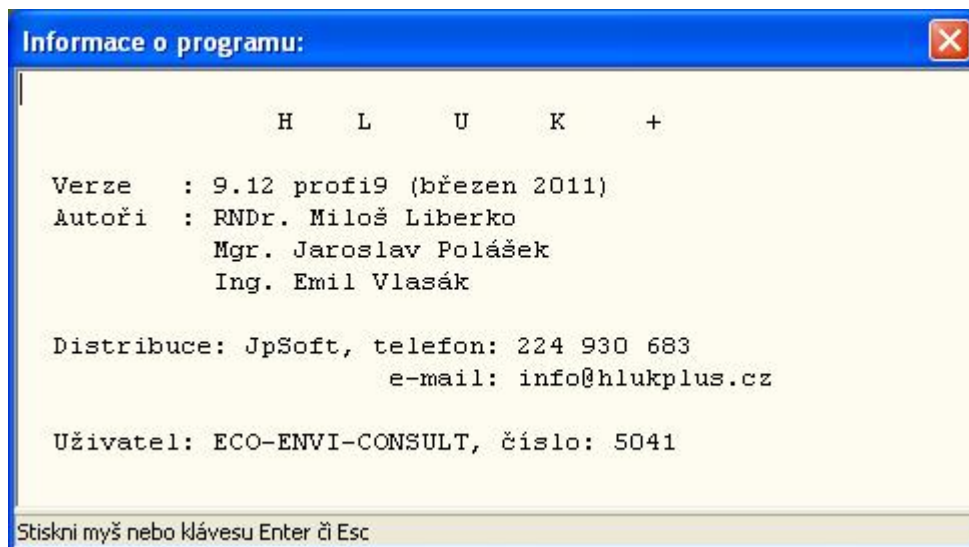 Informace o programu:
H L U K +
Verze : 9.12 profi9 (březen 2011)
Autoři : RNDr. Miloš Liberko
Mgr. Jaroslav Polášek
Ing. Emil Vlasák
Distribuce: JpSoft, telefon: 224 930 683
e-mail: info@hlukplus.cz
Uživatel: ECO-ENVI-CONSULT, číslo: 5041
Stiskni myš nebo klávesu Enter či Esc